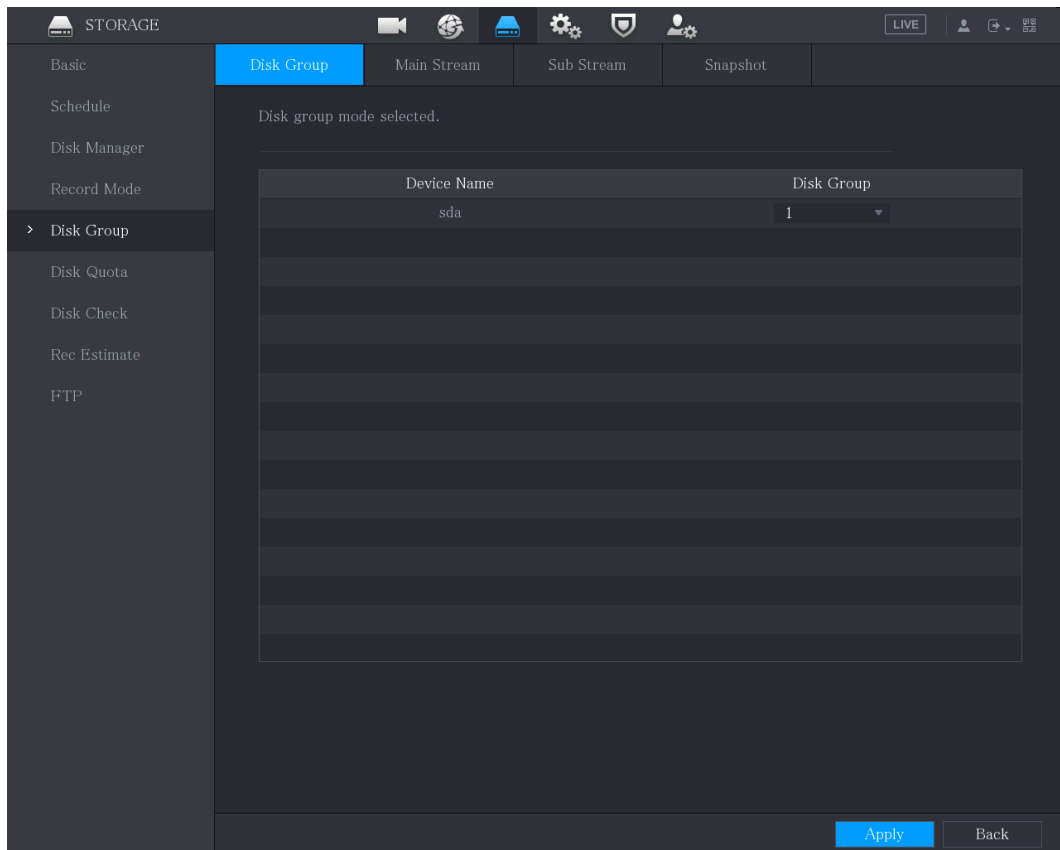 STORAGE LIVE
Basic
Schedule
Disk Manager
Record Mode
Disk Group
Disk Quota
Disk Check
Rec Estimate
FTP
Disk Group Main Stream Sub Stream Snapshot
Disk group mode selected.
Device Name Disk Group
sda 1
Apply Back